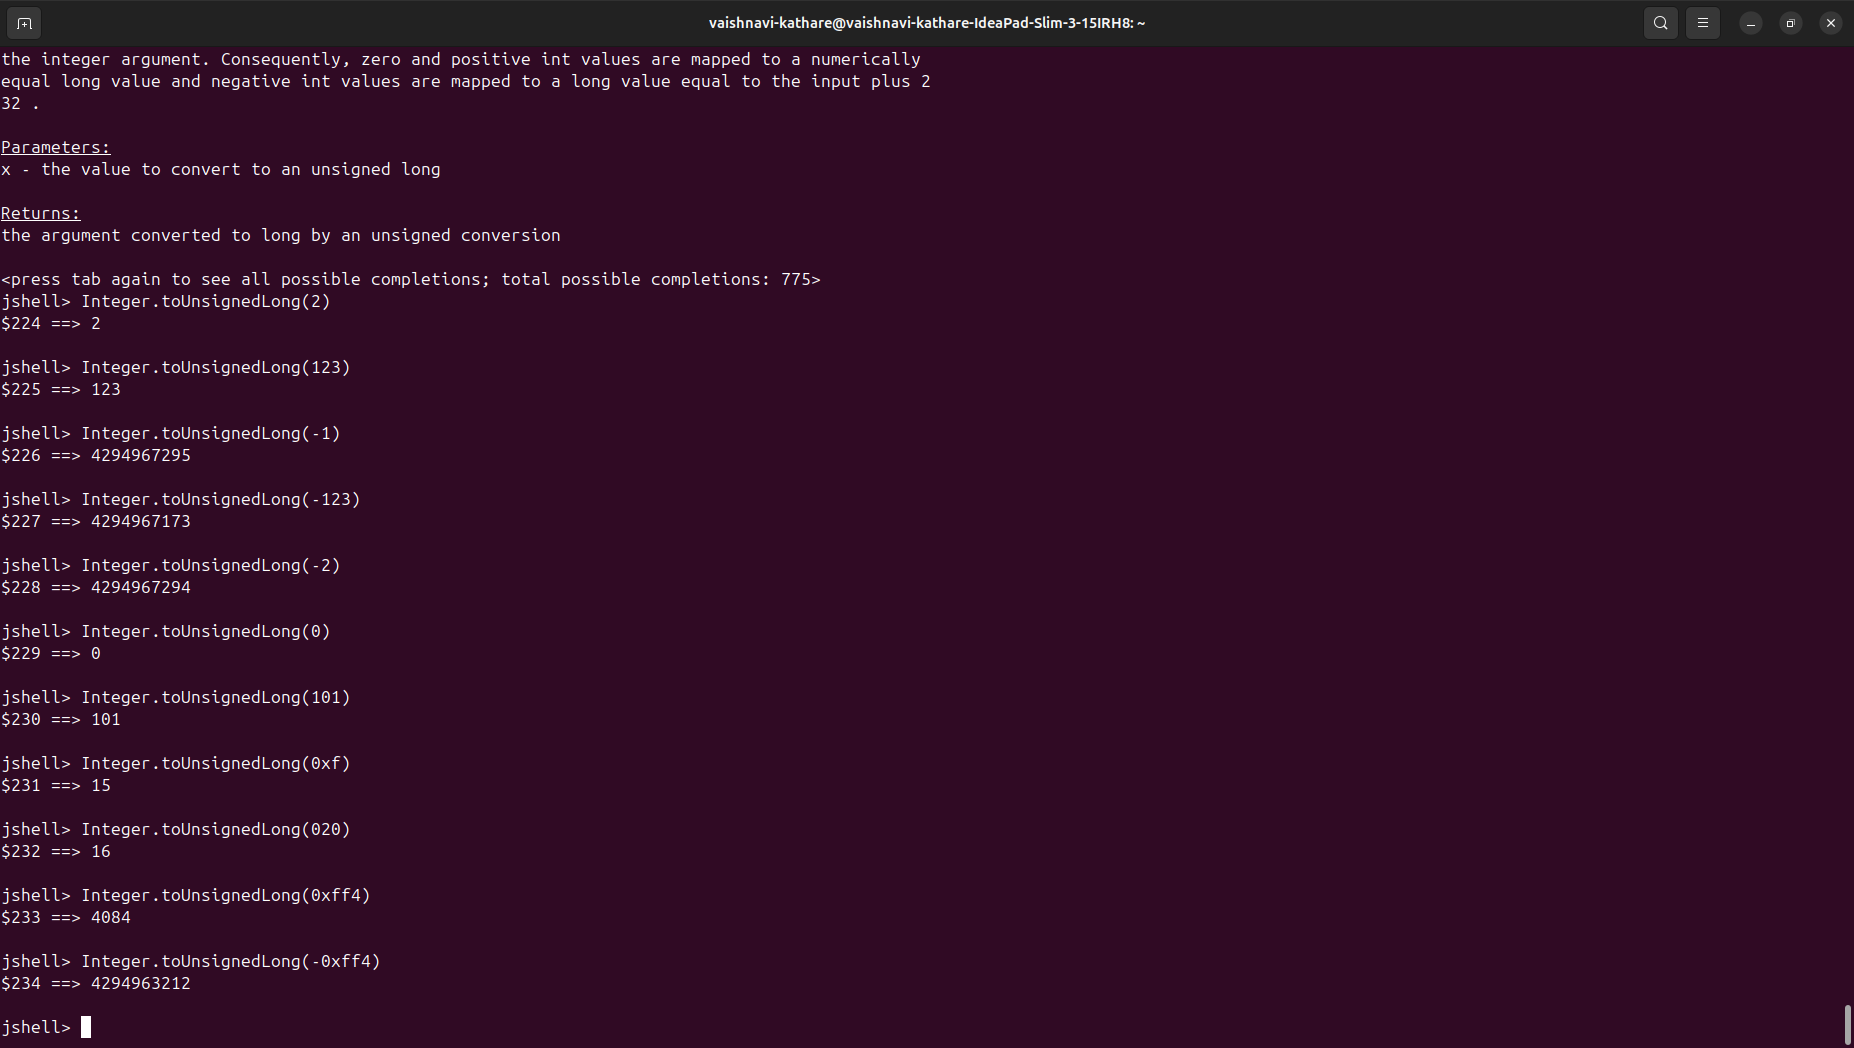 vaishnavi-kathare@vaishnavi-kathare-IdeaPad-Slim-3-15IRH8: ~
the integer argument. Consequently, zero and positive int values are mapped to a numerically
equal long value and negative int values are mapped to a long value equal to the input plus 2
32 .
Parameters:
x - the value to convert to an unsigned long
Returns:
the argument converted to long by an unsigned conversion
<press tab again to see all possible completions; total possible completions: 775>
jshell> Integer.toUnsignedLong(2)
$224 ==> 2
jshell> Integer.toUnsignedLong(123)
$225 ==> 123
jshell> Integer.toUnsignedLong(-1)
$226 ==> 4294967295
jshell> Integer.toUnsignedLong(-123)
$227 ==> 4294967173
jshell> Integer.toUnsignedLong(-2)
$228 ==> 4294967294
jshell> Integer.toUnsignedLong(0)
$229 ==> 0
jshell> Integer.toUnsignedLong(101)
$230 ==> 101
jshell> Integer.toUnsignedLong(0xf)
$231 ==> 15
jshell> Integer.toUnsignedLong(020)
$232 ==> 16
jshell> Integer.toUnsignedLong(0xff4)
$233 ==> 4084
jshell> Integer.toUnsignedLong(-0xff4)
$234 ==> 4294963212
jshell>